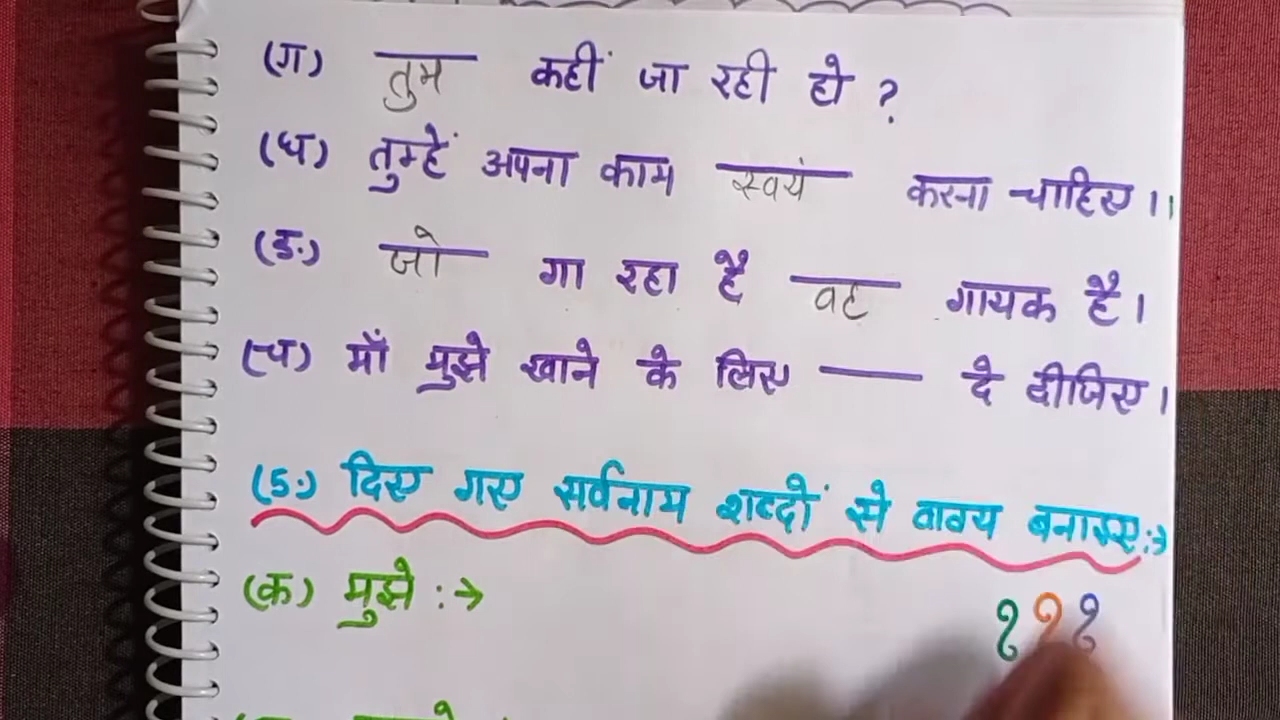 (ग) तुम कहीं जा रही हो ?
(घ) तुम्हें अपना काम स्वयं करना चाहिए ।
(ङ) जो गा रहा है वह गायक है ।
(च) माँ मुझे खाने के लिए —— दे दीजिए ।
(5.) दिए गए सर्वनाम शब्दों से वाक्य बनाइए :→
(क) मुझे :→